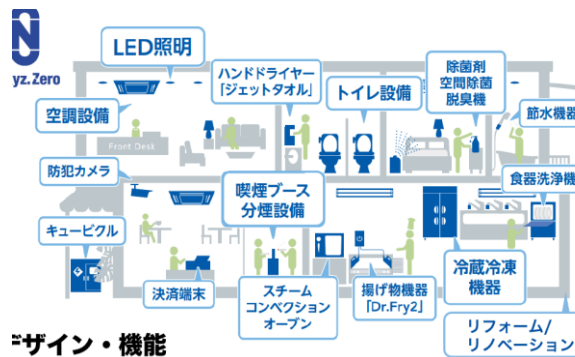 N
yz.Zero
LED照明
ハンドドライヤー
「ジェットタオル」
トイレ設備
除菌剤
空間除菌
脱臭機
空調設備
節水機器
Front Desk
防犯カメラ
喫煙ブース
分煙設備
食器洗浄機
キュービクル
決済端末
スチーム
コンベクション
オーブン
揚げ物機器
「Dr.Fry2」
冷蔵冷凍
機器
リフォーム/
リノベーション
デザイン・機能